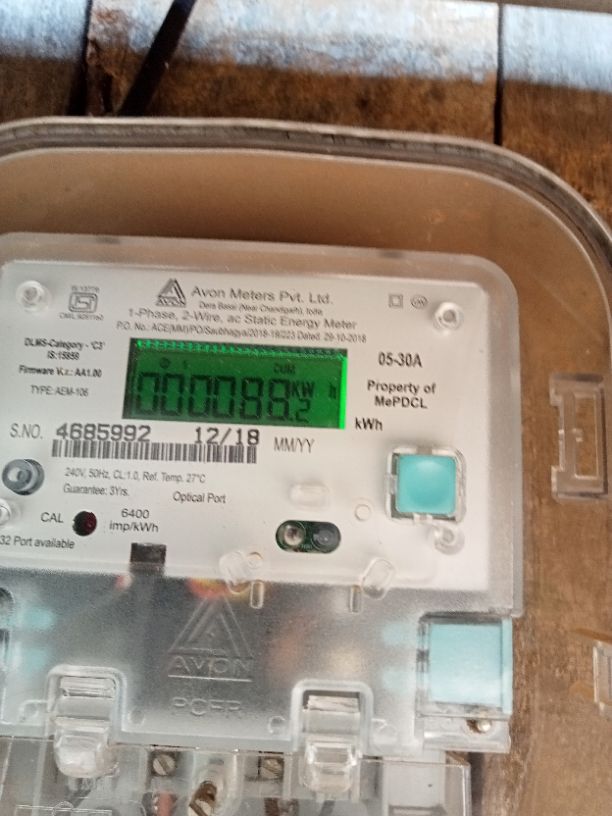 IS 13779
Avon Meters Pvt. Ltd.
Dera Bassi (Near Chandigarh), India
1-Phase, 2-Wire, ac Static Energy Meter
P.O. No.: ACE(MM)/PO/Saubhagya/2018-19/223 Dated. 29-10-2018
DLMS-Category - 'C3'
IS:15959
Firmware V.r.: AA1.00
TYPE: AEM-106
CUM
000088.2 KW h
05-30A
Property of
MePDCL
kWh
S.NO. 4685992 12/18 MM/YY
240V, 50Hz, CL:1.0, Ref. Temp. 27°C
Guarantee: 3Yrs.
Optical Port
CAL
6400
imp/kWh
32 Port available
AVON